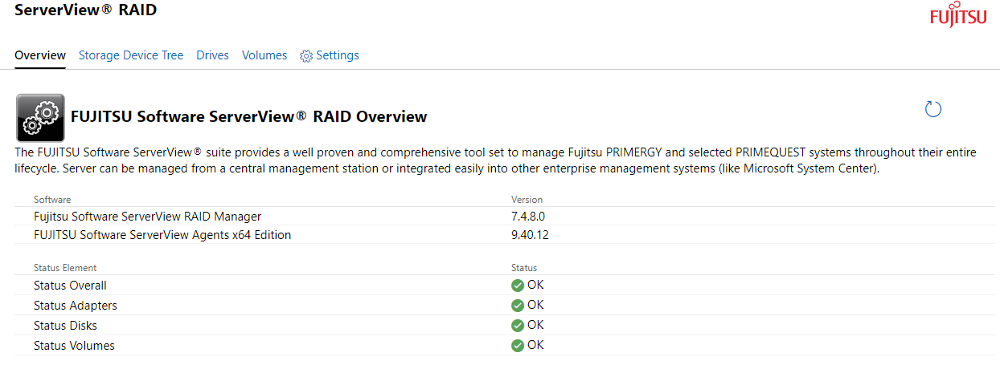 ServerView® RAID
FUJITSU
Overview Storage Device Tree Drives Volumes Settings
FUJITSU Software ServerView® RAID Overview
The FUJITSU Software ServerView® suite provides a well proven and comprehensive tool set to manage Fujitsu PRIMERGY and selected PRIMEQUEST systems throughout their entire
lifecycle. Server can be managed from a central management station or integrated easily into other enterprise management systems (like Microsoft System Center).
Software Version
Fujitsu Software ServerView RAID Manager 7.4.8.0
FUJITSU Software ServerView Agents x64 Edition 9.40.12
Status Element Status
Status Overall OK
Status Adapters OK
Status Disks OK
Status Volumes OK